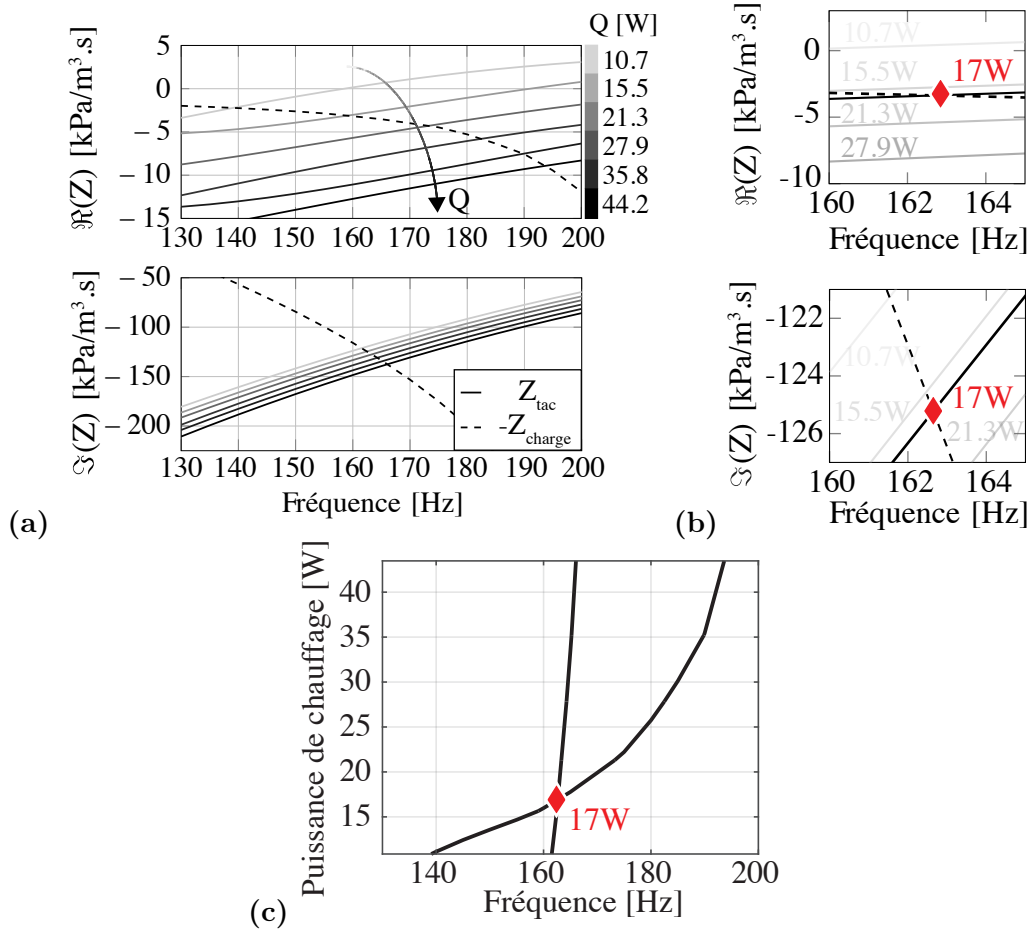 Q [W]
10.7
15.5
21.3
27.9
35.8
44.2
ℜ(Z) [kPa/m³.s]
5
0
−5
−10
−15
Q
130 140 150 160 170 180 190 200
ℑ(Z) [kPa/m³.s]
−50
−100
−150
−200
Z_tac
-Z_charge
130 140 150 160 170 180 190 200
Fréquence [Hz]
(a)
ℜ(Z) [kPa/m³.s]
0
-5
-10
10.7W
15.5W
17W
21.3W
27.9W
160 162 164
Fréquence [Hz]
ℑ(Z) [kPa/m³.s]
-122
-124
-126
10.7W
15.5W
17W
21.3W
160 162 164
Fréquence [Hz]
(b)
Puissance de chauffage [W]
40
35
30
25
20
15
17W
140 160 180 200
Fréquence [Hz]
(c)